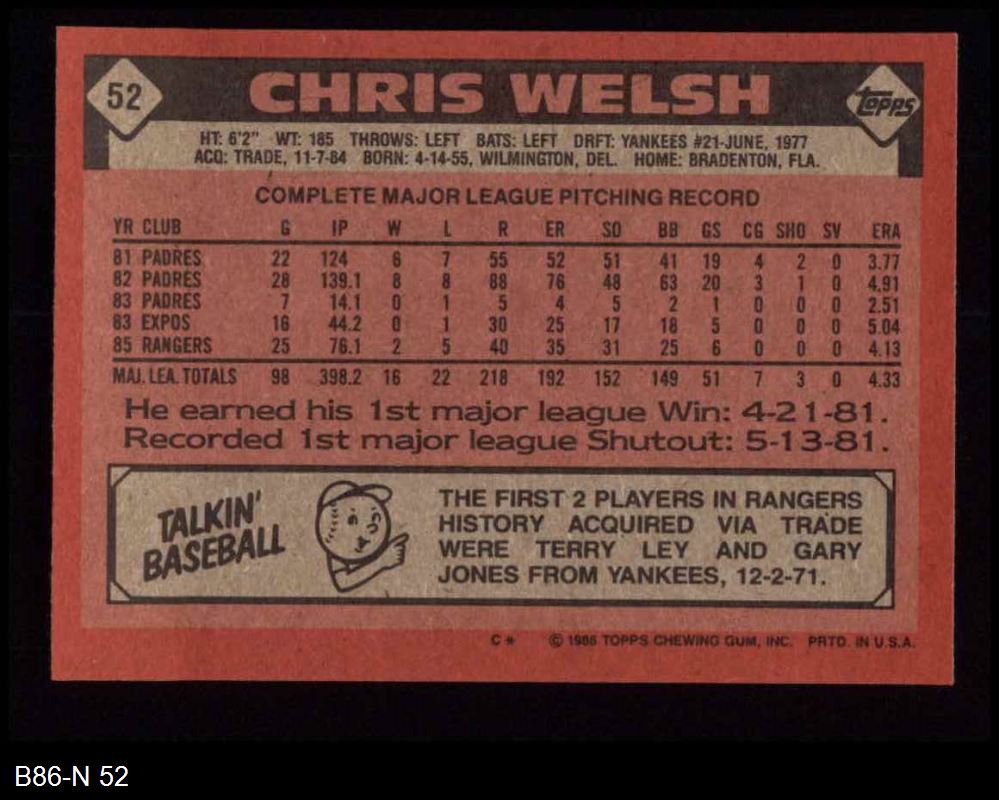 52
CHRIS WELSH
topps
HT: 6'2" WT: 185 THROWS: LEFT BATS: LEFT DRFT: YANKEES #21-JUNE, 1977
ACQ: TRADE, 11-7-84 BORN: 4-14-55, WILMINGTON, DEL. HOME: BRADENTON, FLA.
COMPLETE MAJOR LEAGUE PITCHING RECORD
YR CLUB G IP W L R ER SO BB GS CG SHO SV ERA
81 PADRES 22 124 6 7 55 52 51 41 19 4 2 0 3.77
82 PADRES 28 139.1 8 8 88 76 48 63 20 3 1 0 4.91
83 PADRES 7 14.1 0 1 5 4 5 2 1 0 0 0 2.51
83 EXPOS 16 44.2 0 1 30 25 17 18 5 0 0 0 5.04
85 RANGERS 25 76.1 2 5 40 35 31 25 6 0 0 0 4.13
MAJ. LEA. TOTALS 98 398.2 16 22 218 192 152 149 51 7 3 0 4.33
He earned his 1st major league Win: 4-21-81.
Recorded 1st major league Shutout: 5-13-81.
TALKIN'
BASEBALL
THE FIRST 2 PLAYERS IN RANGERS
HISTORY ACQUIRED VIA TRADE
WERE TERRY LEY AND GARY
JONES FROM YANKEES, 12-2-71.
C* © 1986 TOPPS CHEWING GUM, INC. PRTD. IN U.S.A.
B86-N 52